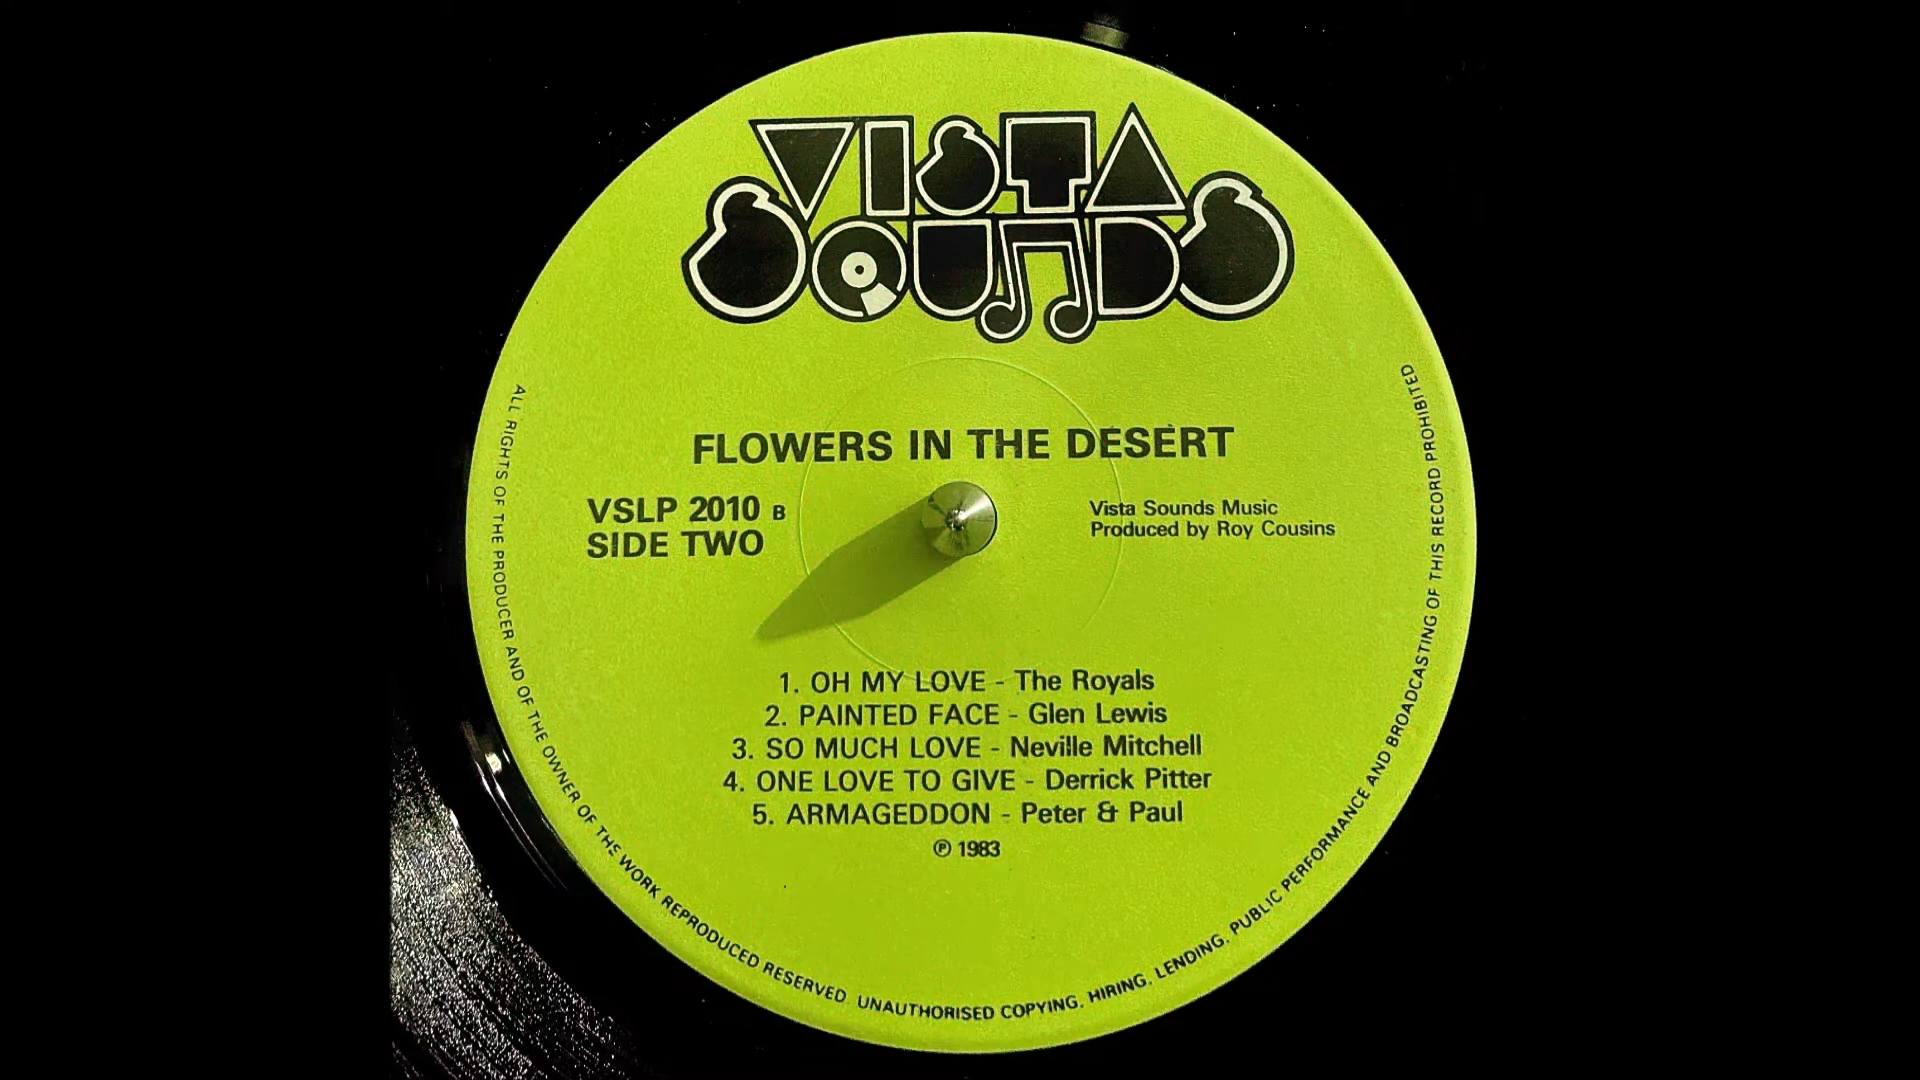 VISTA
SOUNDS
FLOWERS IN THE DESERT
VSLP 2010 B
SIDE TWO
Vista Sounds Music
Produced by Roy Cousins
1. OH MY LOVE - The Royals
2. PAINTED FACE - Glen Lewis
3. SO MUCH LOVE - Neville Mitchell
4. ONE LOVE TO GIVE - Derrick Pitter
5. ARMAGEDDON - Peter & Paul
℗ 1983
ALL RIGHTS OF THE PRODUCER AND OF THE OWNER OF THE WORK REPRODUCED RESERVED. UNAUTHORISED COPYING, HIRING, LENDING, PUBLIC PERFORMANCE AND BROADCASTING OF THIS RECORD PROHIBITED